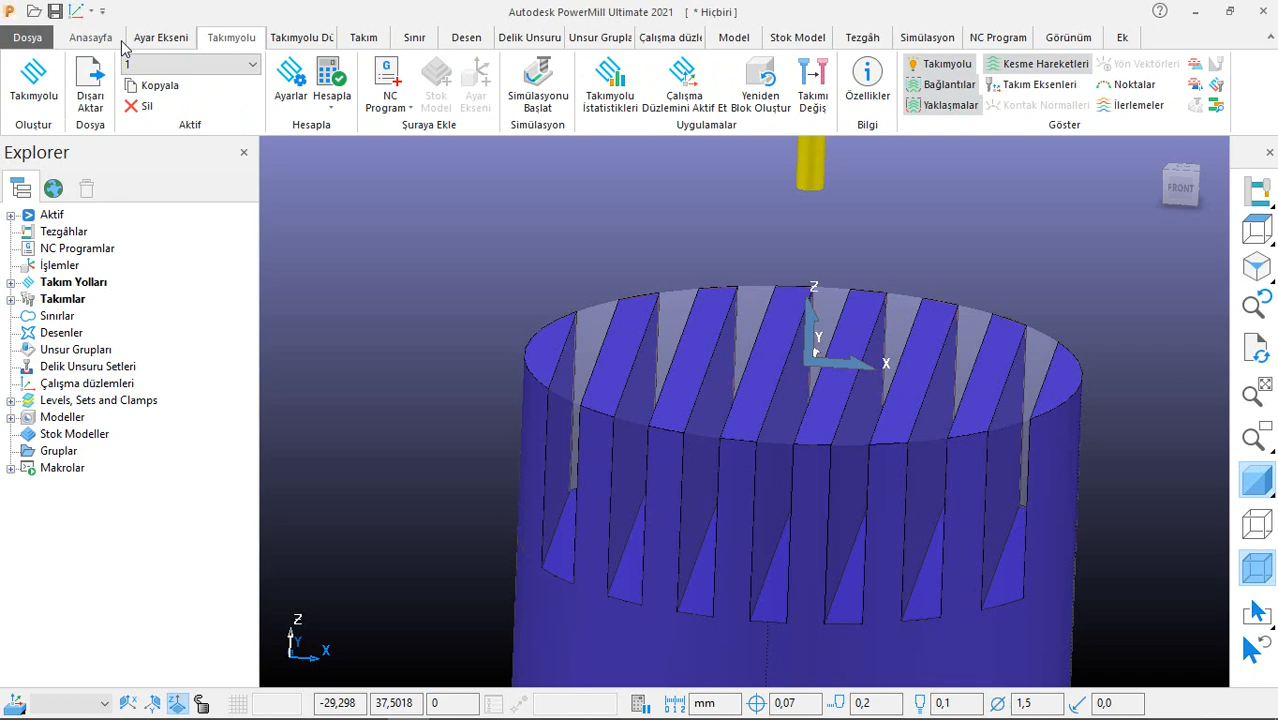 Autodesk PowerMill Ultimate 2021   [ * Hiçbiri ]
Dosya Anasayfa Ayar Ekseni Takımyolu Takımyolu Dü Takım Sınır Desen Delik Unsuru Unsur Grupla Çalışma düzle Model Stok Model Tezgâh Simülasyon NC Program Görünüm Ek
Takımyolu
Oluştur
Dışarı Aktar
Dosya
1
Kopyala
Sil
Aktif
Ayarlar
Hesapla
Hesapla
NC Program
Stok Model
Ayar Ekseni
Şuraya Ekle
Simülasyonu Başlat
Simülasyon
Takımyolu İstatistikleri
Çalışma Düzlemini Aktif Et
Yeniden Blok Oluştur
Takımı Değiş
Uygulamalar
Özellikler
Bilgi
Takımyolu Kesme Hareketleri Yön Vektörleri
Bağlantılar Takım Eksenleri Noktalar
Yaklaşmalar Kontak Normalleri İlerlemeler
Göster
Explorer
Aktif
Tezgâhlar
NC Programlar
İşlemler
Takım Yolları
Takımlar
Sınırlar
Desenler
Unsur Grupları
Delik Unsuru Setleri
Çalışma düzlemleri
Levels, Sets and Clamps
Modeller
Stok Modeller
Gruplar
Makrolar
FRONT
Z
Y
X
Z
Y
X
-29,298 37,5018 0 mm 0,07 0,2 0,1 1,5 0,1